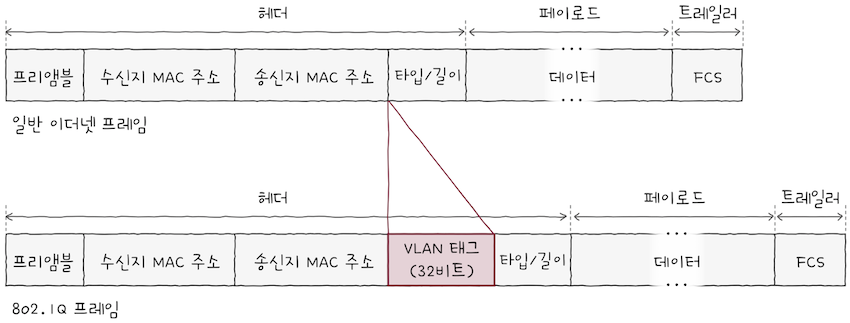 헤더 페이로드 트레일러
프리앰블 수신지 MAC 주소 송신지 MAC 주소 타입/길이 데이터 FCS
일반 이더넷 프레임
헤더 페이로드 트레일러
프리앰블 수신지 MAC 주소 송신지 MAC 주소 VLAN 태그 (32비트) 타입/길이 데이터 FCS
802.1Q 프레임